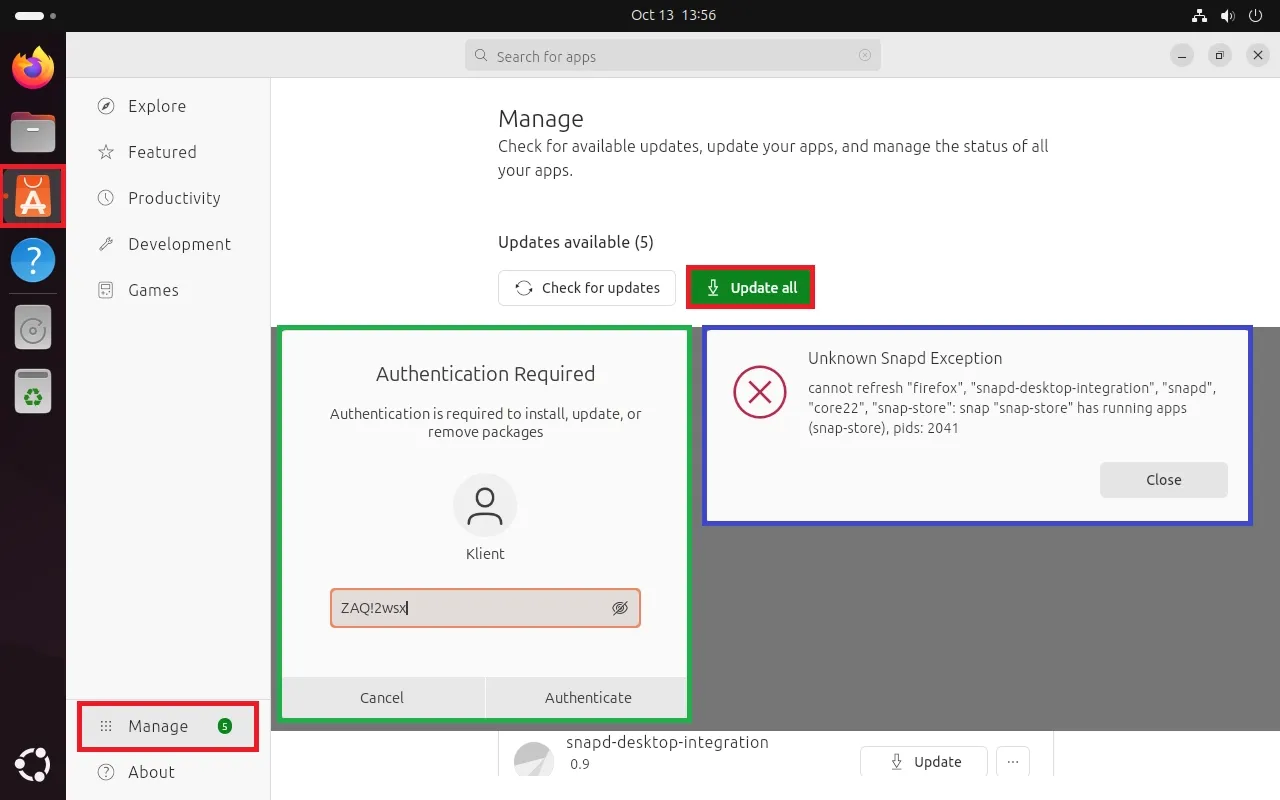 Oct 13 13:56
Search for apps
Explore
Featured
Productivity
Development
Games
Manage
5
About
Manage
Check for available updates, update your apps, and manage the status of all
your apps.
Updates available (5)
Check for updates
Update all
Authentication Required
Authentication is required to install, update, or
remove packages
Klient
ZAQ!2wsx
Cancel
Authenticate
Unknown Snapd Exception
cannot refresh "firefox", "snapd-desktop-integration", "snapd",
"core22", "snap-store": snap "snap-store" has running apps
(snap-store), pids: 2041
Close
snapd-desktop-integration
0.9
Update